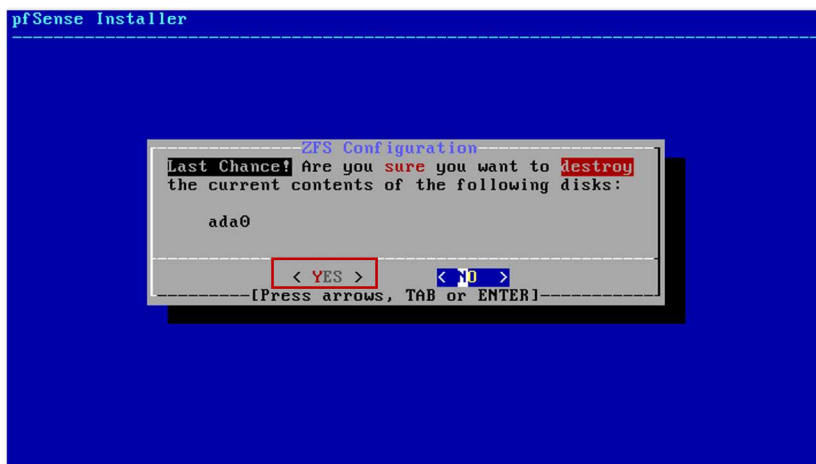 pfSense Installer
ZFS Configuration
Last Chance! Are you sure you want to destroy
the current contents of the following disks:
ada0
< YES > < NO >
[Press arrows, TAB or ENTER]